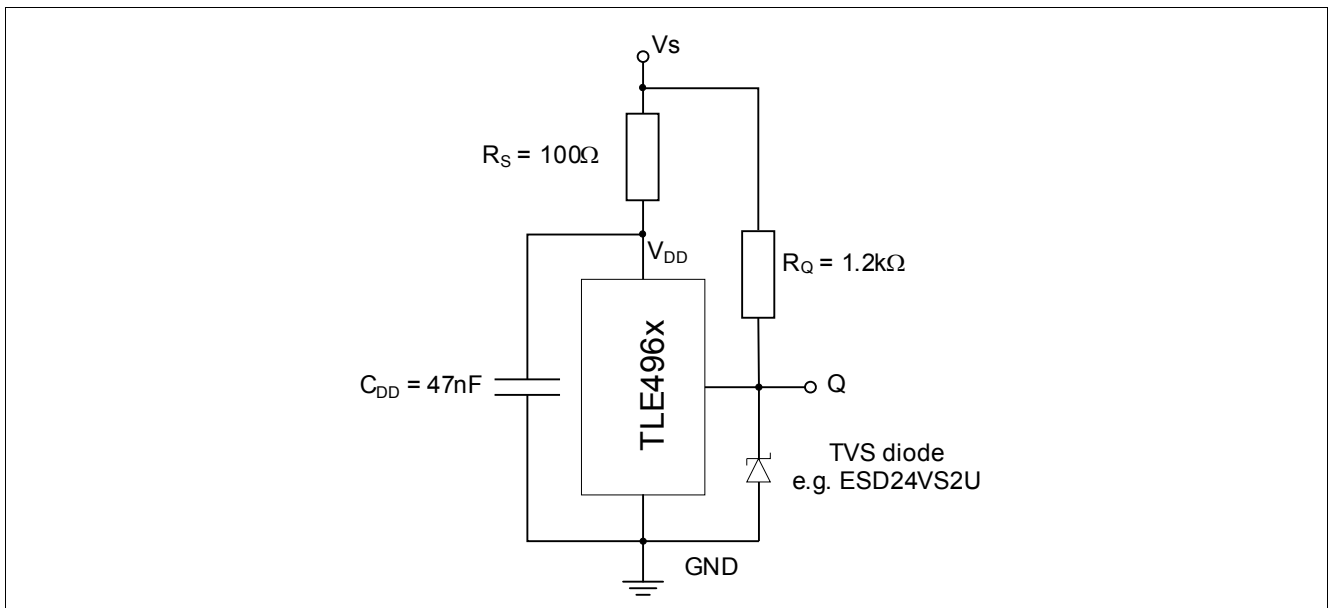 Vs
R_S = 100Ω
V_DD
R_Q = 1.2kΩ
TLE496x
C_DD = 47nF
Q
TVS diode
e.g. ESD24VS2U
GND